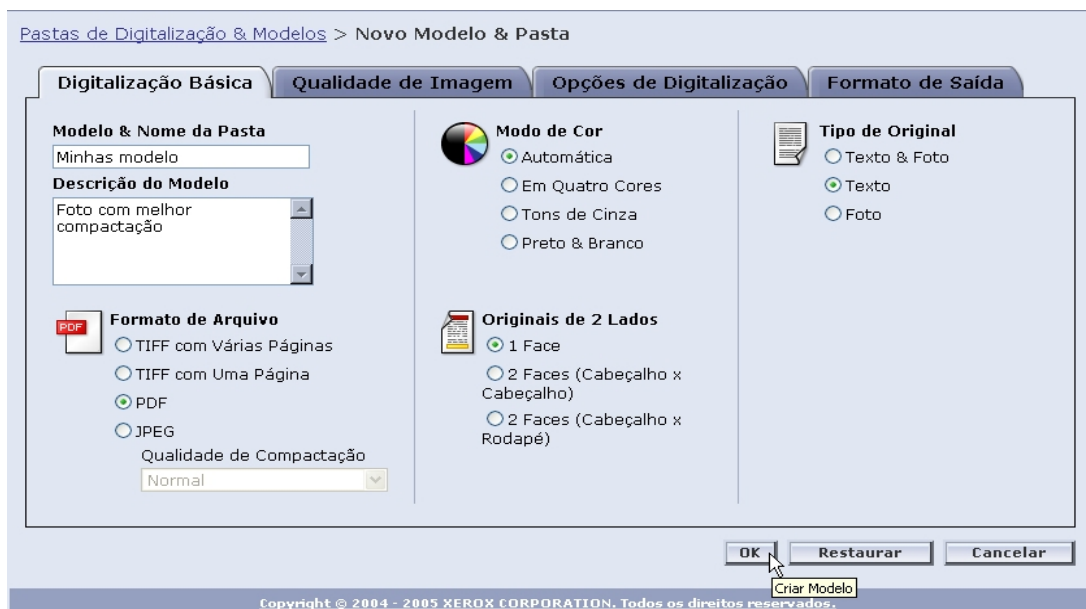 Pastas de Digitalização & Modelos > Novo Modelo & Pasta
Digitalização Básica
Qualidade de Imagem
Opções de Digitalização
Formato de Saída
Modelo & Nome da Pasta
Minhas modelo
Descrição do Modelo
Foto com melhor
compactação
PDF
Formato de Arquivo
TIFF com Várias Páginas
TIFF com Uma Página
PDF
JPEG
Qualidade de Compactação
Normal
Modo de Cor
Automática
Em Quatro Cores
Tons de Cinza
Preto & Branco
Originais de 2 Lados
1 Face
2 Faces (Cabeçalho x
Cabeçalho)
2 Faces (Cabeçalho x
Rodapé)
Tipo de Original
Texto & Foto
Texto
Foto
OK
Restaurar
Cancelar
Criar Modelo
Copyright © 2004 - 2005 XEROX CORPORATION. Todos os direitos reservados.